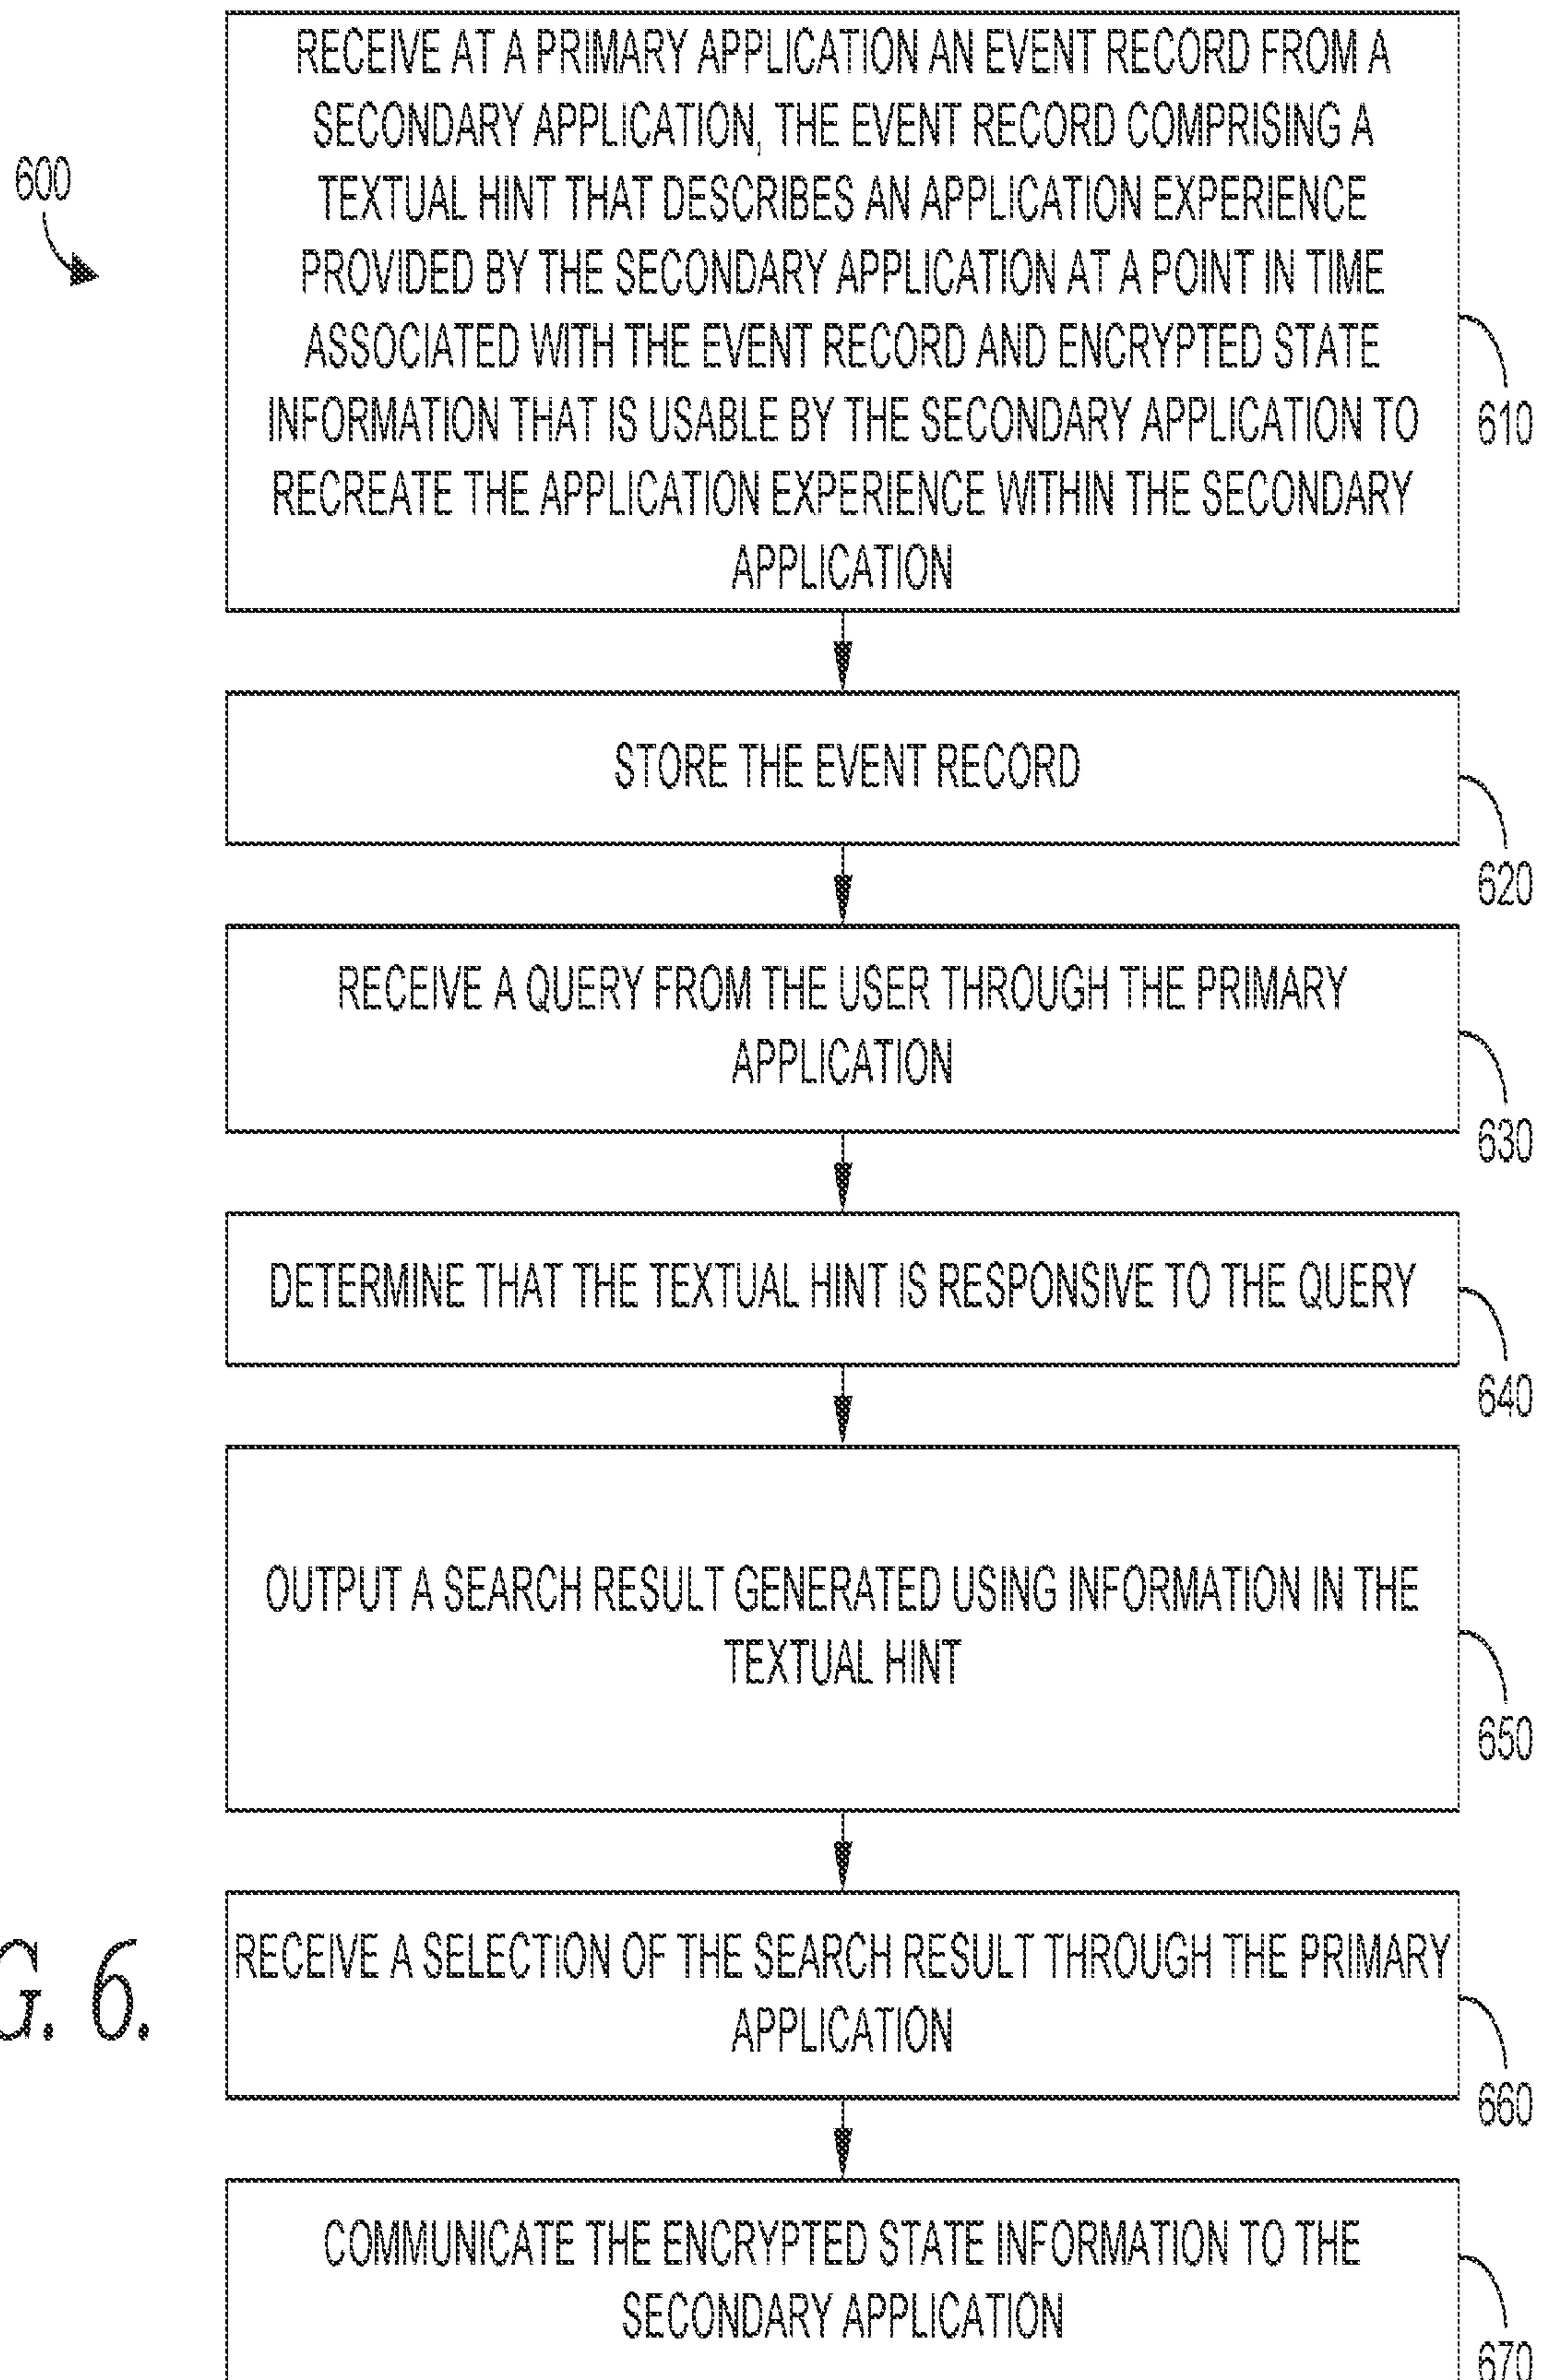 600
RECEIVE AT A PRIMARY APPLICATION AN EVENT RECORD FROM A
SECONDARY APPLICATION, THE EVENT RECORD COMPRISING A
TEXTUAL HINT THAT DESCRIBES AN APPLICATION EXPERIENCE
PROVIDED BY THE SECONDARY APPLICATION AT A POINT IN TIME
ASSOCIATED WITH THE EVENT RECORD AND ENCRYPTED STATE
INFORMATION THAT IS USABLE BY THE SECONDARY APPLICATION TO
RECREATE THE APPLICATION EXPERIENCE WITHIN THE SECONDARY
APPLICATION
610
STORE THE EVENT RECORD
620
RECEIVE A QUERY FROM THE USER THROUGH THE PRIMARY
APPLICATION
630
DETERMINE THAT THE TEXTUAL HINT IS RESPONSIVE TO THE QUERY
640
OUTPUT A SEARCH RESULT GENERATED USING INFORMATION IN THE
TEXTUAL HINT
650
RECEIVE A SELECTION OF THE SEARCH RESULT THROUGH THE PRIMARY
APPLICATION
660
G. 6.
COMMUNICATE THE ENCRYPTED STATE INFORMATION TO THE
SECONDARY APPLICATION
670